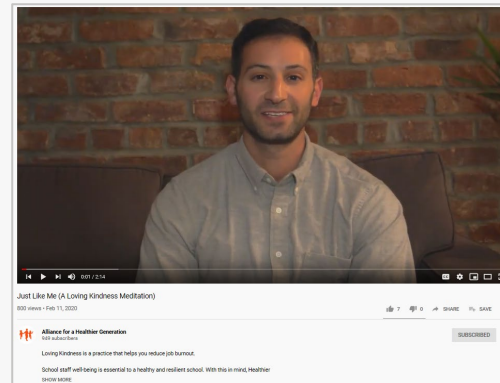 0:01 / 2:14
Just Like Me (A Loving Kindness Meditation)
800 views • Feb 11, 2020
7
0
SHARE
SAVE
Alliance for a Healthier Generation
949 subscribers
SUBSCRIBED
Loving Kindness is a practice that helps you reduce job burnout.
School staff well-being is essential to a healthy and resilient school. With this in mind, Healthier
SHOW MORE